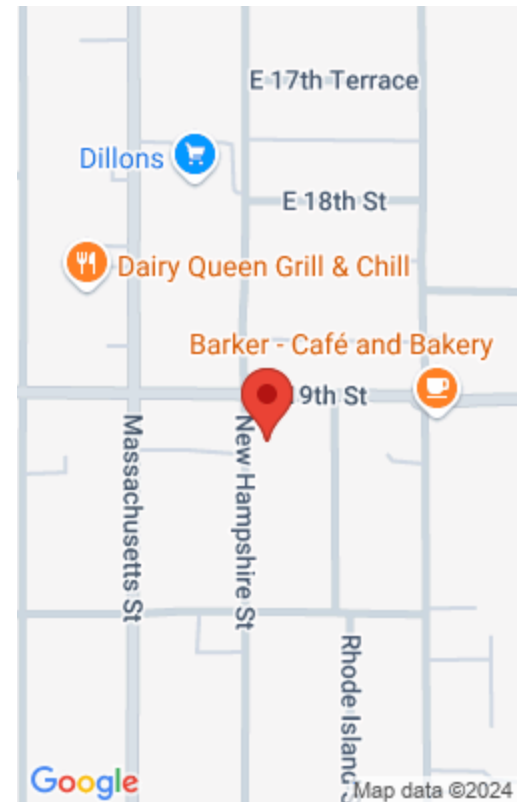 E 17th Terrace
Dillons
E 18th St
Dairy Queen Grill & Chill
Barker - Café and Bakery
19th St
Massachusetts St
New Hampshire St
Rhode Island
Google
Map data ©2024